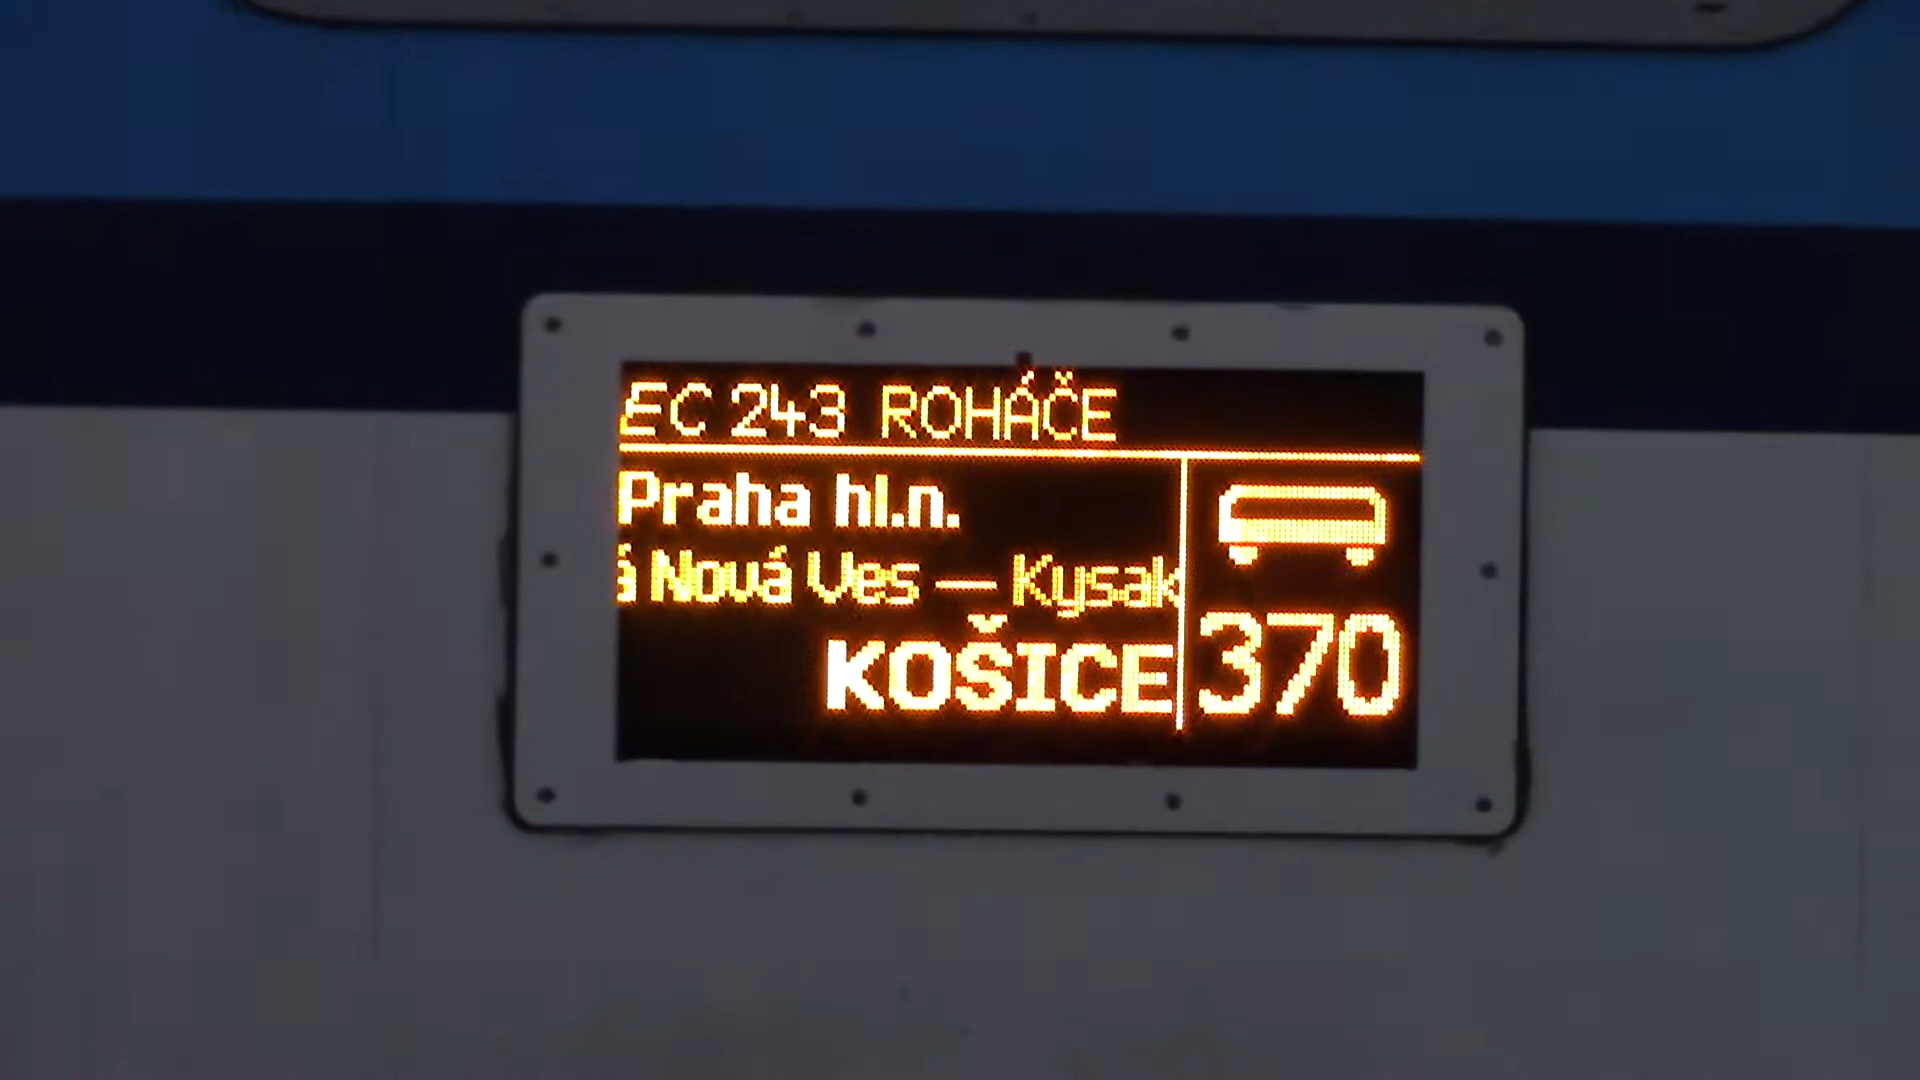 EC 243 ROHÁČE
Praha hl.n.
á Nová Ves — Kysak
KOŠICE
370